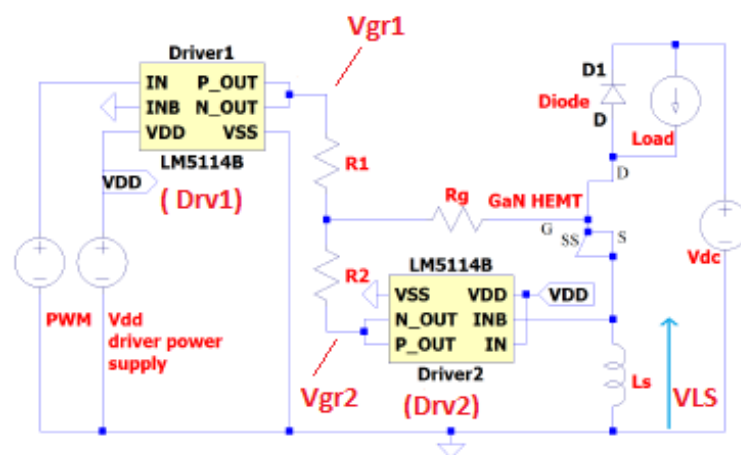 Vgr1
Driver1
IN P_OUT
INB N_OUT
VDD VSS
LM5114B
VDD
(Drv1)
R1
D1
Diode
D
Load
D
Rg
GaN HEMT
G
SS
S
Vdc
R2
LM5114B
VSS VDD
VDD
N_OUT INB
P_OUT IN
Driver2
(Drv2)
PWM
Vdd
driver power
supply
Vgr2
Ls
VLS